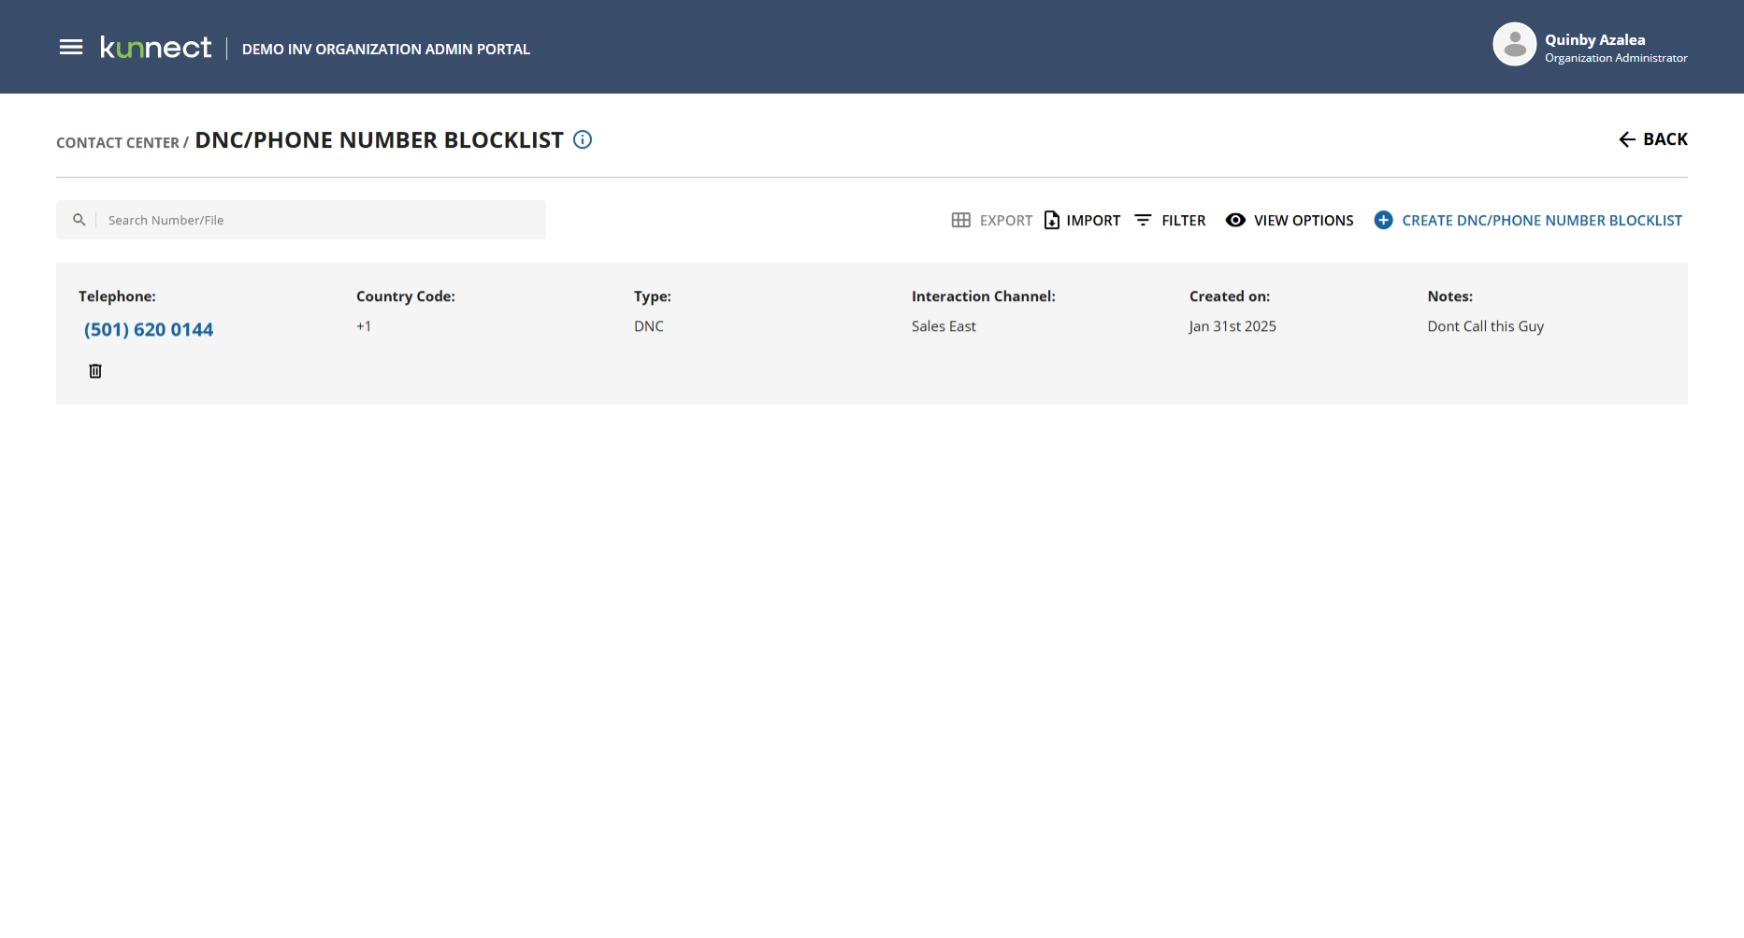 kunnect
DEMO INV ORGANIZATION ADMIN PORTAL
Quinby Azalea
Organization Administrator
CONTACT CENTER / DNC/PHONE NUMBER BLOCKLIST
BACK
Search Number/File
EXPORT IMPORT FILTER VIEW OPTIONS CREATE DNC/PHONE NUMBER BLOCKLIST
Telephone: Country Code: Type: Interaction Channel: Created on: Notes:
(501) 620 0144 +1 DNC Sales East Jan 31st 2025 Dont Call this Guy